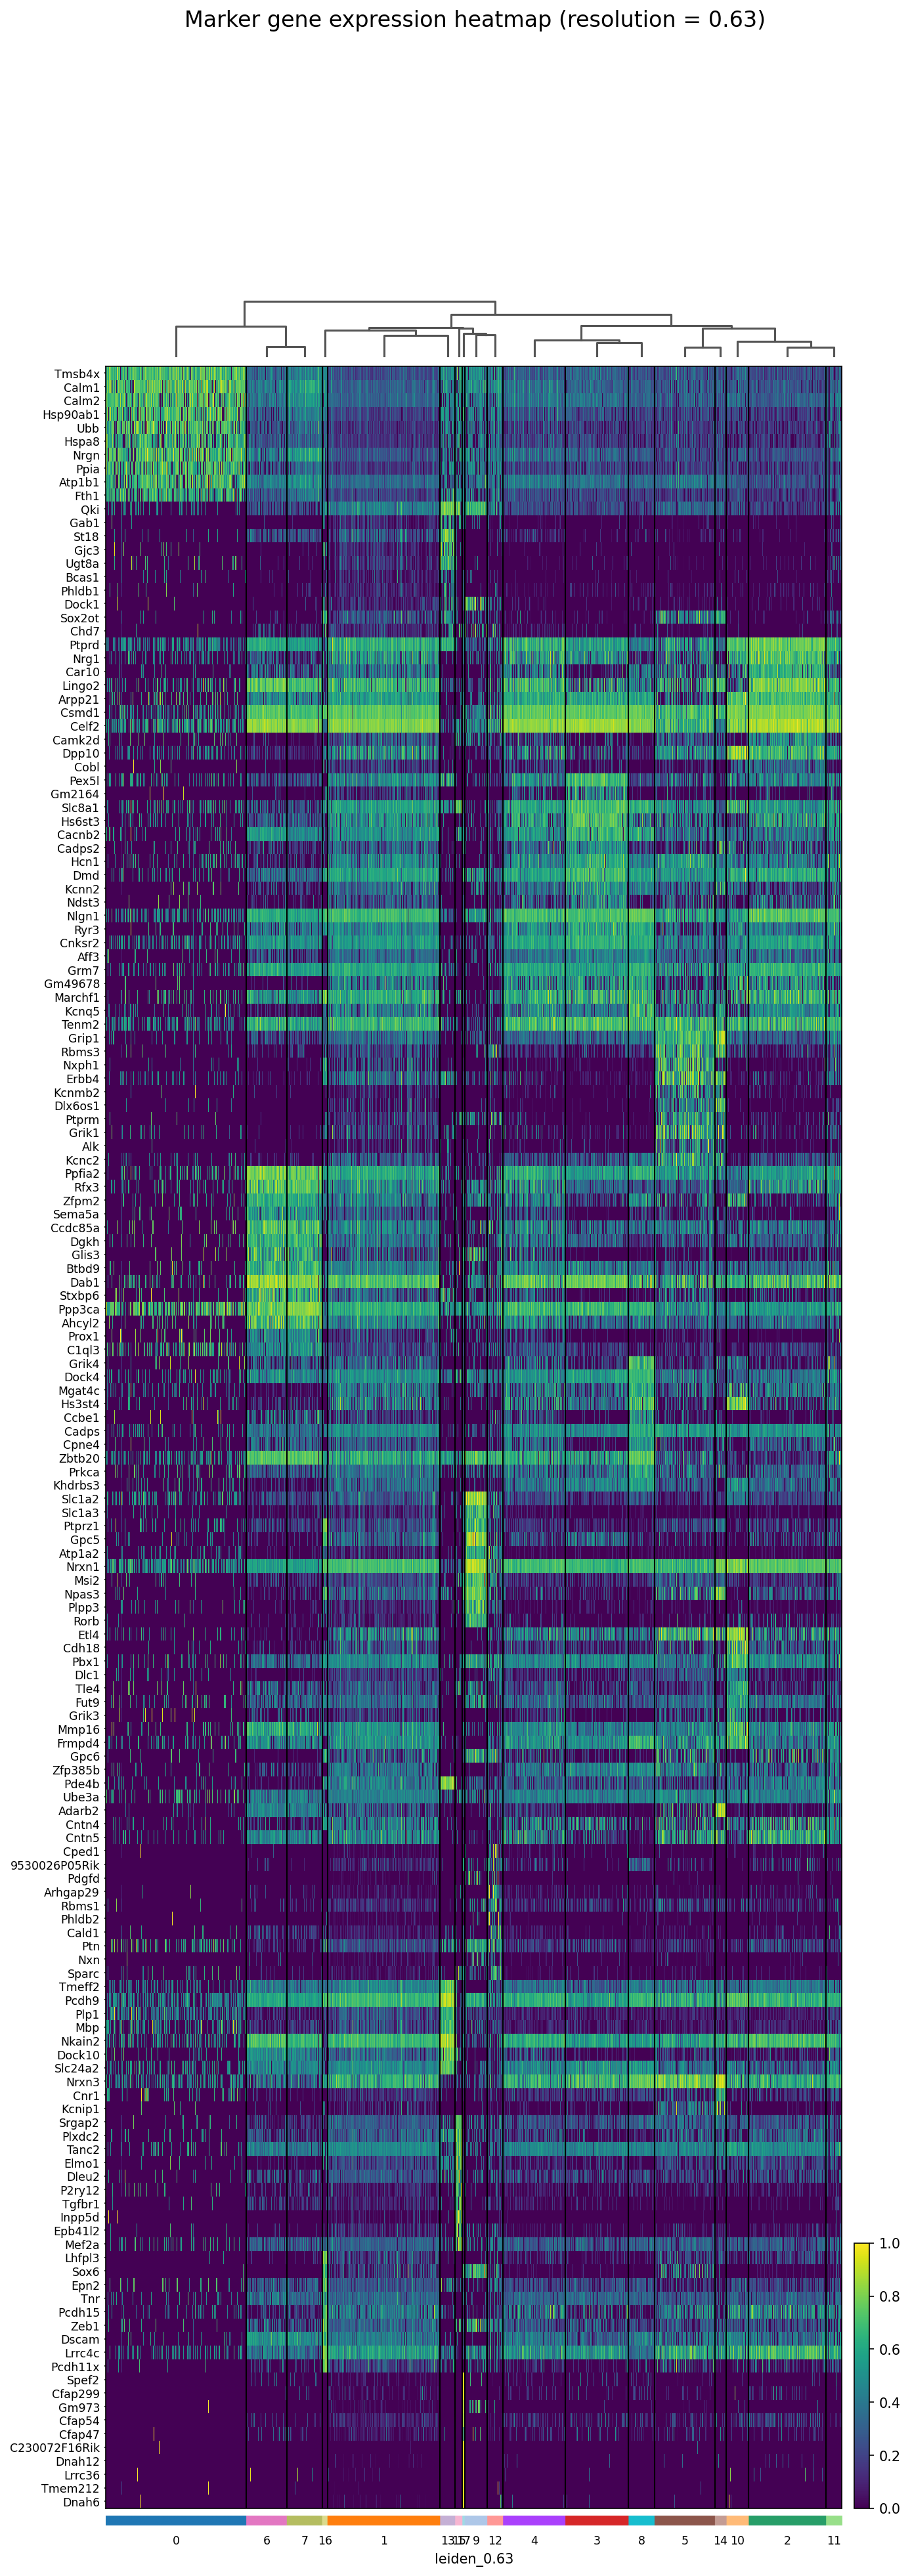 Marker gene expression heatmap (resolution = 0.63)
Tmsb4x
Calm1
Calm2
Hsp90ab1
Ubb
Hspa8
Nrgn
Ppia
Atp1b1
Fth1
Qki
Gab1
St18
Gjc3
Ugt8a
Bcas1
Phldb1
Dock1
Sox2ot
Chd7
Ptprd
Nrg1
Car10
Lingo2
Arpp21
Csmd1
Celf2
Camk2d
Dpp10
Cobl
Pex5l
Gm2164
Slc8a1
Hs6st3
Cacnb2
Cadps2
Hcn1
Dmd
Kcnn2
Ndst3
Nlgn1
Ryr3
Cnksr2
Aff3
Grm7
Gm49678
Marchf1
Kcnq5
Tenm2
Grip1
Rbms3
Nxph1
Erbb4
Kcnmb2
Dlx6os1
Ptprm
Grik1
Alk
Kcnc2
Ppfia2
Rfx3
Zfpm2
Sema5a
Ccdc85a
Dgkh
Glis3
Btbd9
Dab1
Stxbp6
Ppp3ca
Ahcyl2
Prox1
C1ql3
Grik4
Dock4
Mgat4c
Hs3st4
Ccbe1
Cadps
Cpne4
Zbtb20
Prkca
Khdrbs3
Slc1a2
Slc1a3
Ptprz1
Gpc5
Atp1a2
Nrxn1
Msi2
Npas3
Plpp3
Rorb
Etl4
Cdh18
Pbx1
Dlc1
Tle4
Fut9
Grik3
Mmp16
Frmpd4
Gpc6
Zfp385b
Pde4b
Ube3a
Adarb2
Cntn4
Cntn5
Cped1
9530026P05Rik
Pdgfd
Arhgap29
Rbms1
Phldb2
Cald1
Ptn
Nxn
Sparc
Tmeff2
Pcdh9
Plp1
Mbp
Nkain2
Dock10
Slc24a2
Nrxn3
Cnr1
Kcnip1
Srgap2
Plxdc2
Tanc2
Elmo1
Dleu2
P2ry12
Tgfbr1
Inpp5d
Epb41l2
Mef2a
Lhfpl3
Sox6
Epn2
Tnr
Pcdh15
Zeb1
Dscam
Lrrc4c
Pcdh11x
Spef2
Cfap299
Gm973
Cfap54
Cfap47
C230072F16Rik
Dnah12
Lrrc36
Tmem212
Dnah6
1.0
0.8
0.6
0.4
0.2
0.0
0 6 7 16 1 13 15 17 9 12 4 3 8 5 14 10 2 11
leiden_0.63